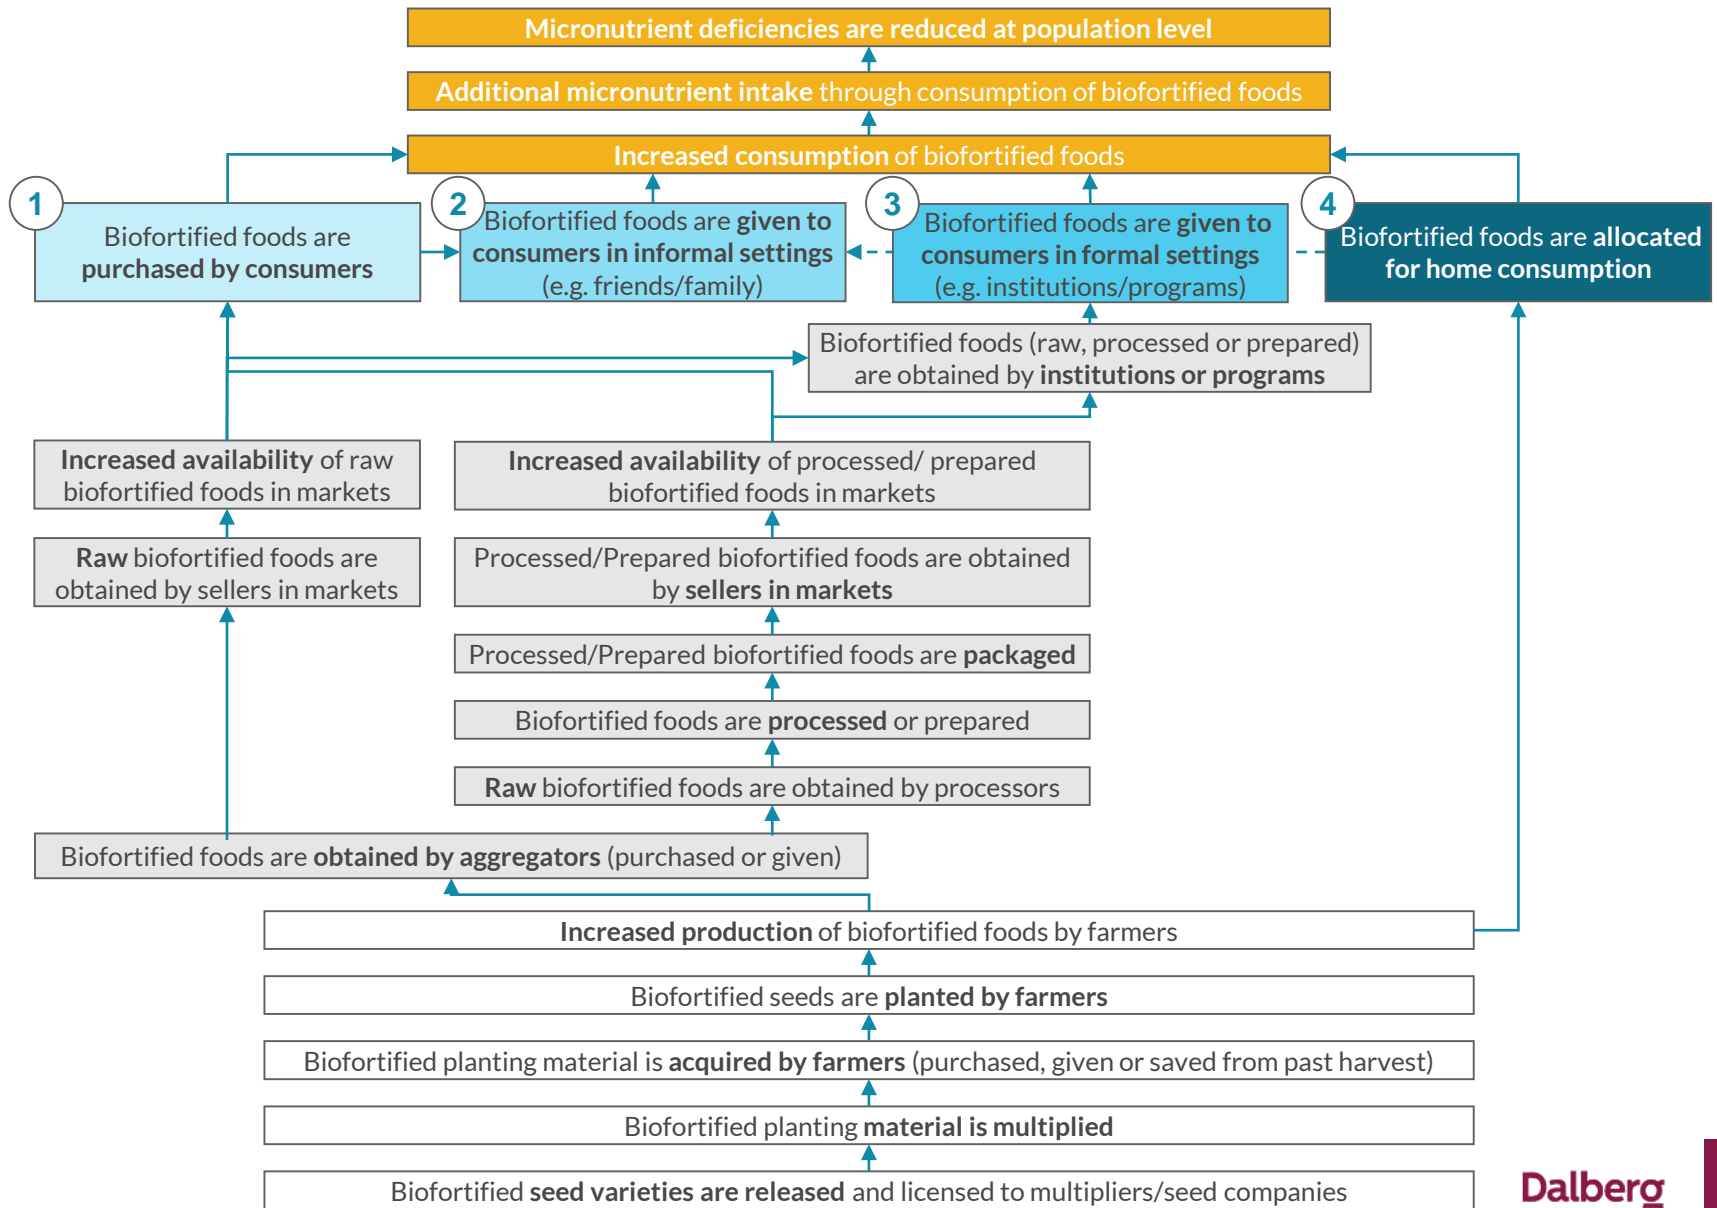 Micronutrient deficiencies are reduced at population level
Additional micronutrient intake through consumption of biofortified foods
Increased consumption of biofortified foods
1
Biofortified foods are
purchased by consumers
2
Biofortified foods are given to
consumers in informal settings
(e.g. friends/family)
3
Biofortified foods are given to
consumers in formal settings
(e.g. institutions/programs)
4
Biofortified foods are allocated
for home consumption
Biofortified foods (raw, processed or prepared)
are obtained by institutions or programs
Increased availability of raw
biofortified foods in markets
Increased availability of processed/ prepared
biofortified foods in markets
Raw biofortified foods are
obtained by sellers in markets
Processed/Prepared biofortified foods are obtained
by sellers in markets
Processed/Prepared biofortified foods are packaged
Biofortified foods are processed or prepared
Raw biofortified foods are obtained by processors
Biofortified foods are obtained by aggregators (purchased or given)
Increased production of biofortified foods by farmers
Biofortified seeds are planted by farmers
Biofortified planting material is acquired by farmers (purchased, given or saved from past harvest)
Biofortified planting material is multiplied
Biofortified seed varieties are released and licensed to multipliers/seed companies
Dalberg